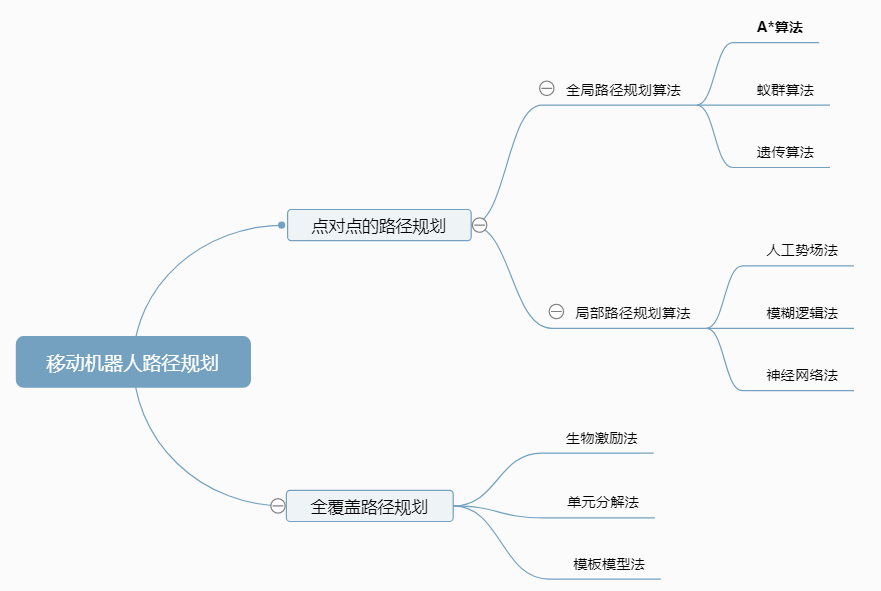 A*算法
全局路径规划算法
蚁群算法
遗传算法
点对点的路径规划
人工势场法
局部路径规划算法
模糊逻辑法
神经网络法
移动机器人路径规划
生物激励法
全覆盖路径规划
单元分解法
模板模型法